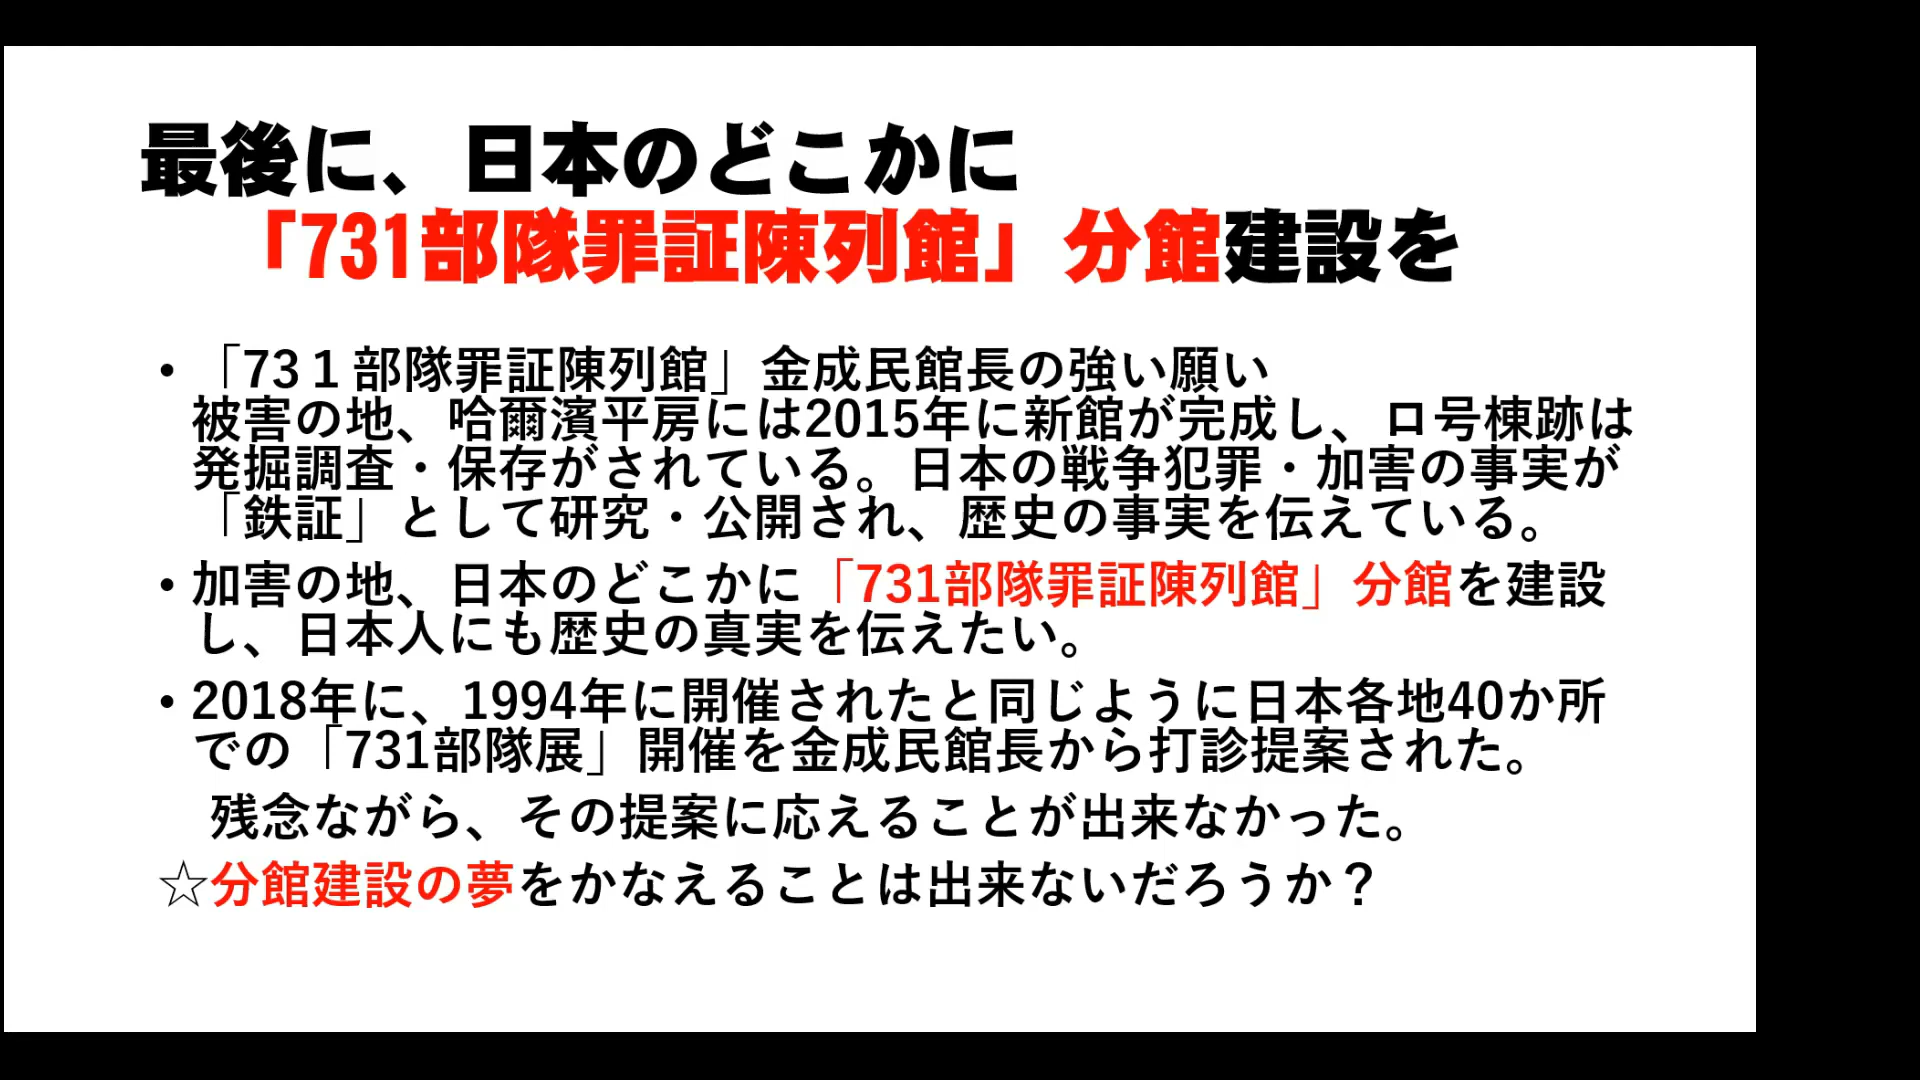 最後に、日本のどこかに
「731部隊罪証陳列館」分館建設を
・「73１部隊罪証陳列館」金成民館長の強い願い
被害の地、哈爾濱平房には2015年に新館が完成し、ロ号棟跡は
発掘調査・保存がされている。日本の戦争犯罪・加害の事実が
「鉄証」として研究・公開され、歴史の事実を伝えている。
・加害の地、日本のどこかに「731部隊罪証陳列館」分館を建設
し、日本人にも歴史の真実を伝えたい。
・2018年に、1994年に開催されたと同じように日本各地40か所
での「731部隊展」開催を金成民館長から打診提案された。
残念ながら、その提案に応えることが出来なかった。
☆分館建設の夢をかなえることは出来ないだろうか？